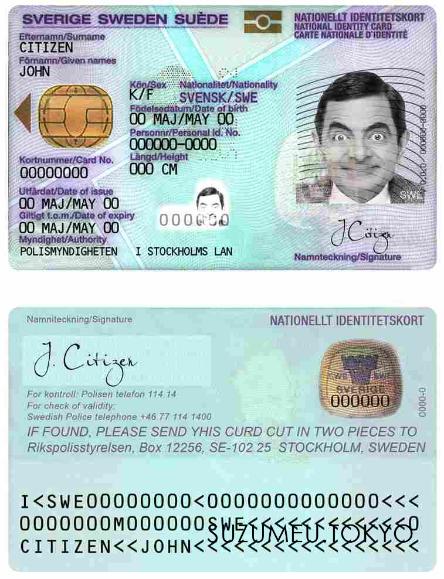 SVERIGE SWEDEN SUÈDE
NATIONELLT IDENTITETSKORT
NATIONAL IDENTITY CARD
CARTE NATIONALE D'IDENTITÉ
Efternamn/Surname
CITIZEN
Förnamn/Given names
JOHN
Kön/Sex Nationalitet/Nationality
K/F SVENSK/SWE
Födelsedatum/Date of birth
00 MAJ/MAY 00
Personnr/Personal Id. No.
000000-0000
Längd/Height
000 CM
Kortnummer/Card No.
00000000
Utfärdat/Date of issue
00 MAJ/MAY 00
Giltigt t.o.m./Date of expiry
00 MAJ/MAY 00
Myndighet/Authority
POLISMYNDIGHETEN I STOCKHOLMS LAN
SWE
J. Citizen
Namnteckning/Signature
Namnteckning/Signature
NATIONELLT IDENTITETSKORT
J. Citizen
SVERIGE
000000
0000-0
For kontroll: Polisen telefon 114 14
For check of validity:
Swedish Police telephone +46 77 114 1400
IF FOUND, PLEASE SEND YHIS CURD CUT IN TWO PIECES TO
Rikspolisstyrelsen, Box 12256, SE-102 25 STOCKHOLM, SWEDEN
I<SWE00000000<0000000000000<<<
0000000M000000SWE<<<<<<<<<<<<0
CITIZEN<<JOHN<<<<<<<<<<<<<<<<<
SUZUMEU.TOKYO